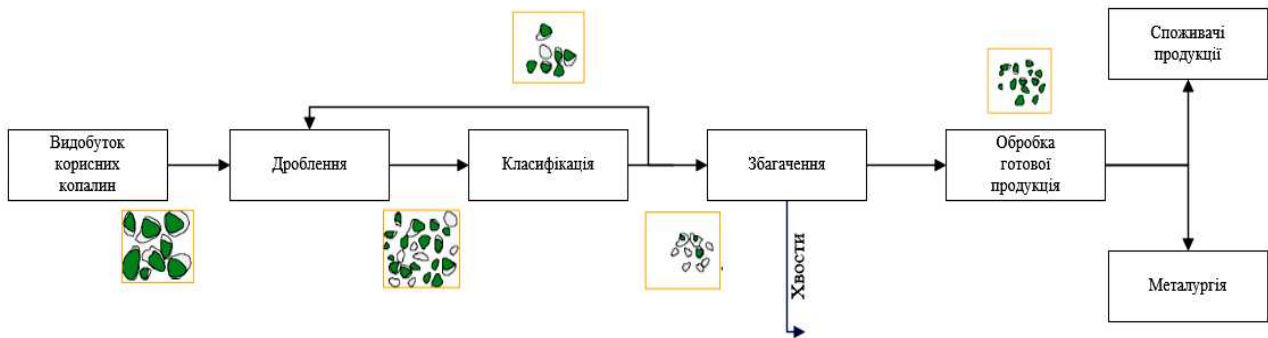 Споживачі
продукції
Видобуток
корисних
копалин
Дроблення
Класифікація
Збагачення
Обробка
готової
продукція
Хвости
Металургія